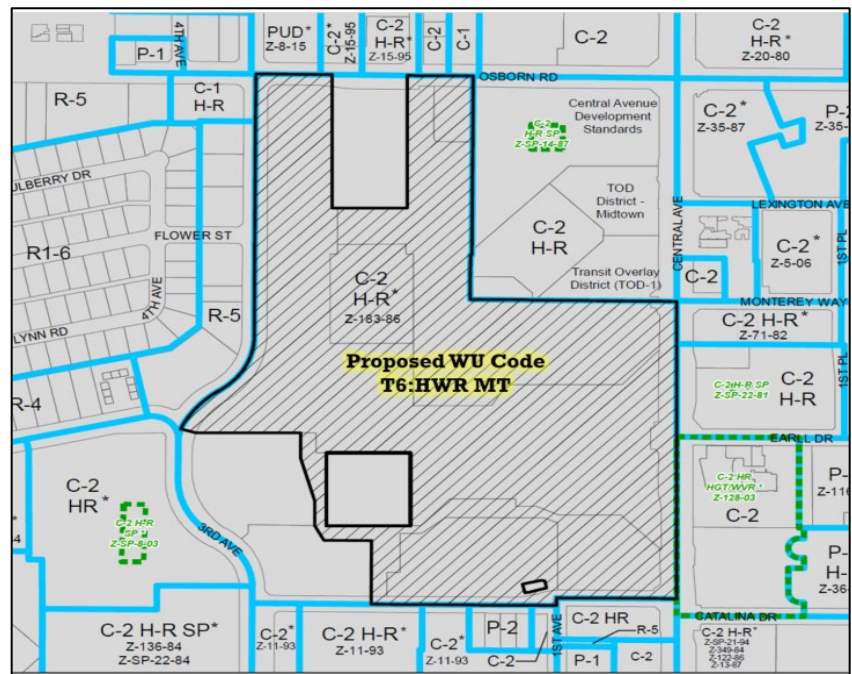 4TH AVE
P-1
PUD*
Z-8-15
C-2*
Z-15-95
C-2
H-R*
Z-15-95
C-2
C-1
C-2
C-2
H-R*
Z-20-80
OSBORN RD
R-5
C-1
H-R
Central Avenue
Development
Standards
C-2
H-R SP
Z-SP-14-87
C-2*
Z-35-87
P-2
Z-35-
ULBERRY DR
TOD
District -
Midtown
LEXINGTON AVE
R1-6
FLOWER ST
C-2
H-R
CENTRAL AVE
C-2*
Z-5-06
1ST PL
C-2
H-R*
Z-183-86
Transit Overlay
District (TOD-1)
C-2
4TH AVE
R-5
MONTEREY WAY
LYNN RD
C-2 H-R*
Z-71-82
Proposed WU Code
T6:HWR MT
C-2 H-R SP
Z-SP-22-81
C-2
H-R
1ST PL
R-4
EARLL DR
C-2
HR*
C-2 H-R
SP
Z-SP-8-03
C-2 HR
HGT/WVR *
Z-128-03
C-2
P-
Z-116
3RD AVE
P-
H-
Z-36-
CATALINA DR
C-2 H-R SP*
Z-136-84
Z-SP-22-84
C-2*
Z-11-93
C-2 H-R*
Z-11-93
C-2*
Z-11-93
P-2
C-2
1ST AVE
C-2 HR
R-5
P-1
C-2
C-2 H-R*
Z-SP-21-94
Z-349-84
Z-122-86
Z-13-87